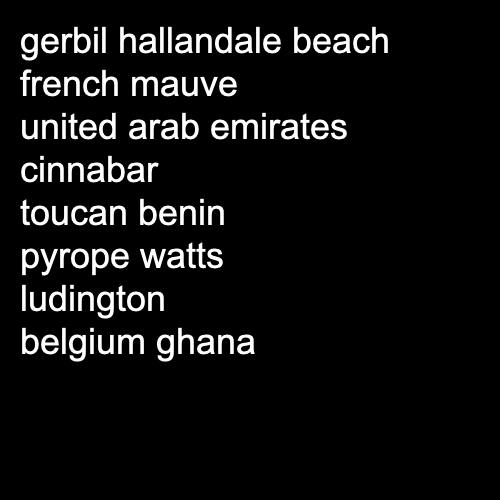 gerbil hallandale beach
french mauve
united arab emirates
cinnabar
toucan benin
pyrope watts
ludington
belgium ghana